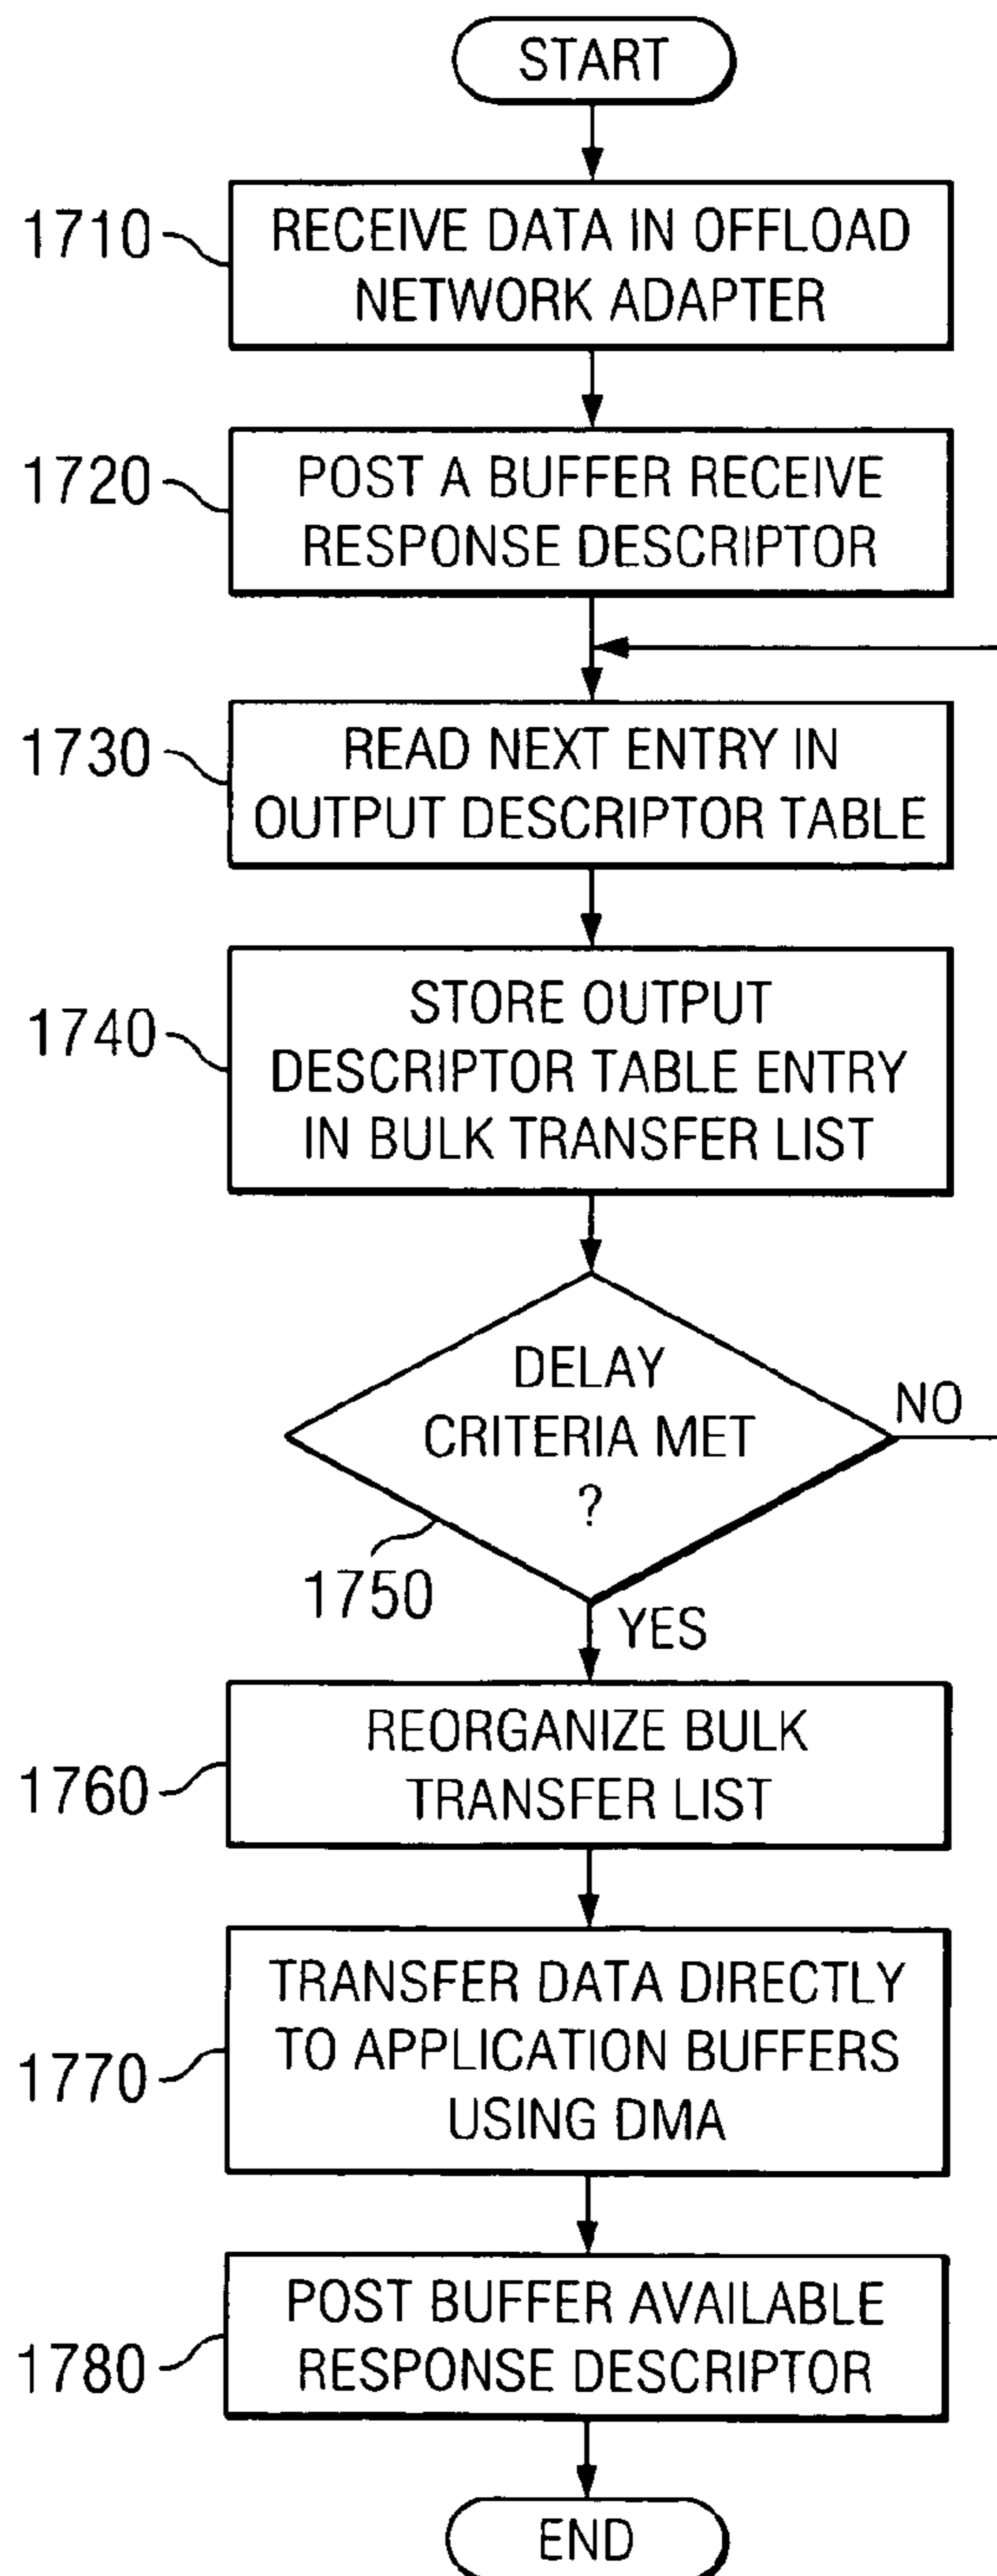 START
1710
RECEIVE DATA IN OFFLOAD
NETWORK ADAPTER
1720
POST A BUFFER RECEIVE
RESPONSE DESCRIPTOR
1730
READ NEXT ENTRY IN
OUTPUT DESCRIPTOR TABLE
1740
STORE OUTPUT
DESCRIPTOR TABLE ENTRY
IN BULK TRANSFER LIST
DELAY
CRITERIA MET
?
NO
1750
YES
1760
REORGANIZE BULK
TRANSFER LIST
1770
TRANSFER DATA DIRECTLY
TO APPLICATION BUFFERS
USING DMA
1780
POST BUFFER AVAILABLE
RESPONSE DESCRIPTOR
END